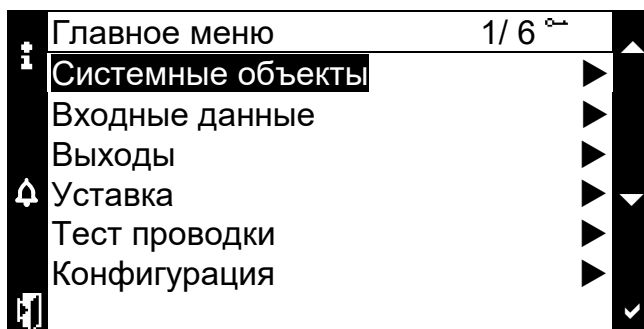 Главное меню 1/ 6
Системные объекты
Входные данные
Выходы
Уставка
Тест проводки
Конфигурация